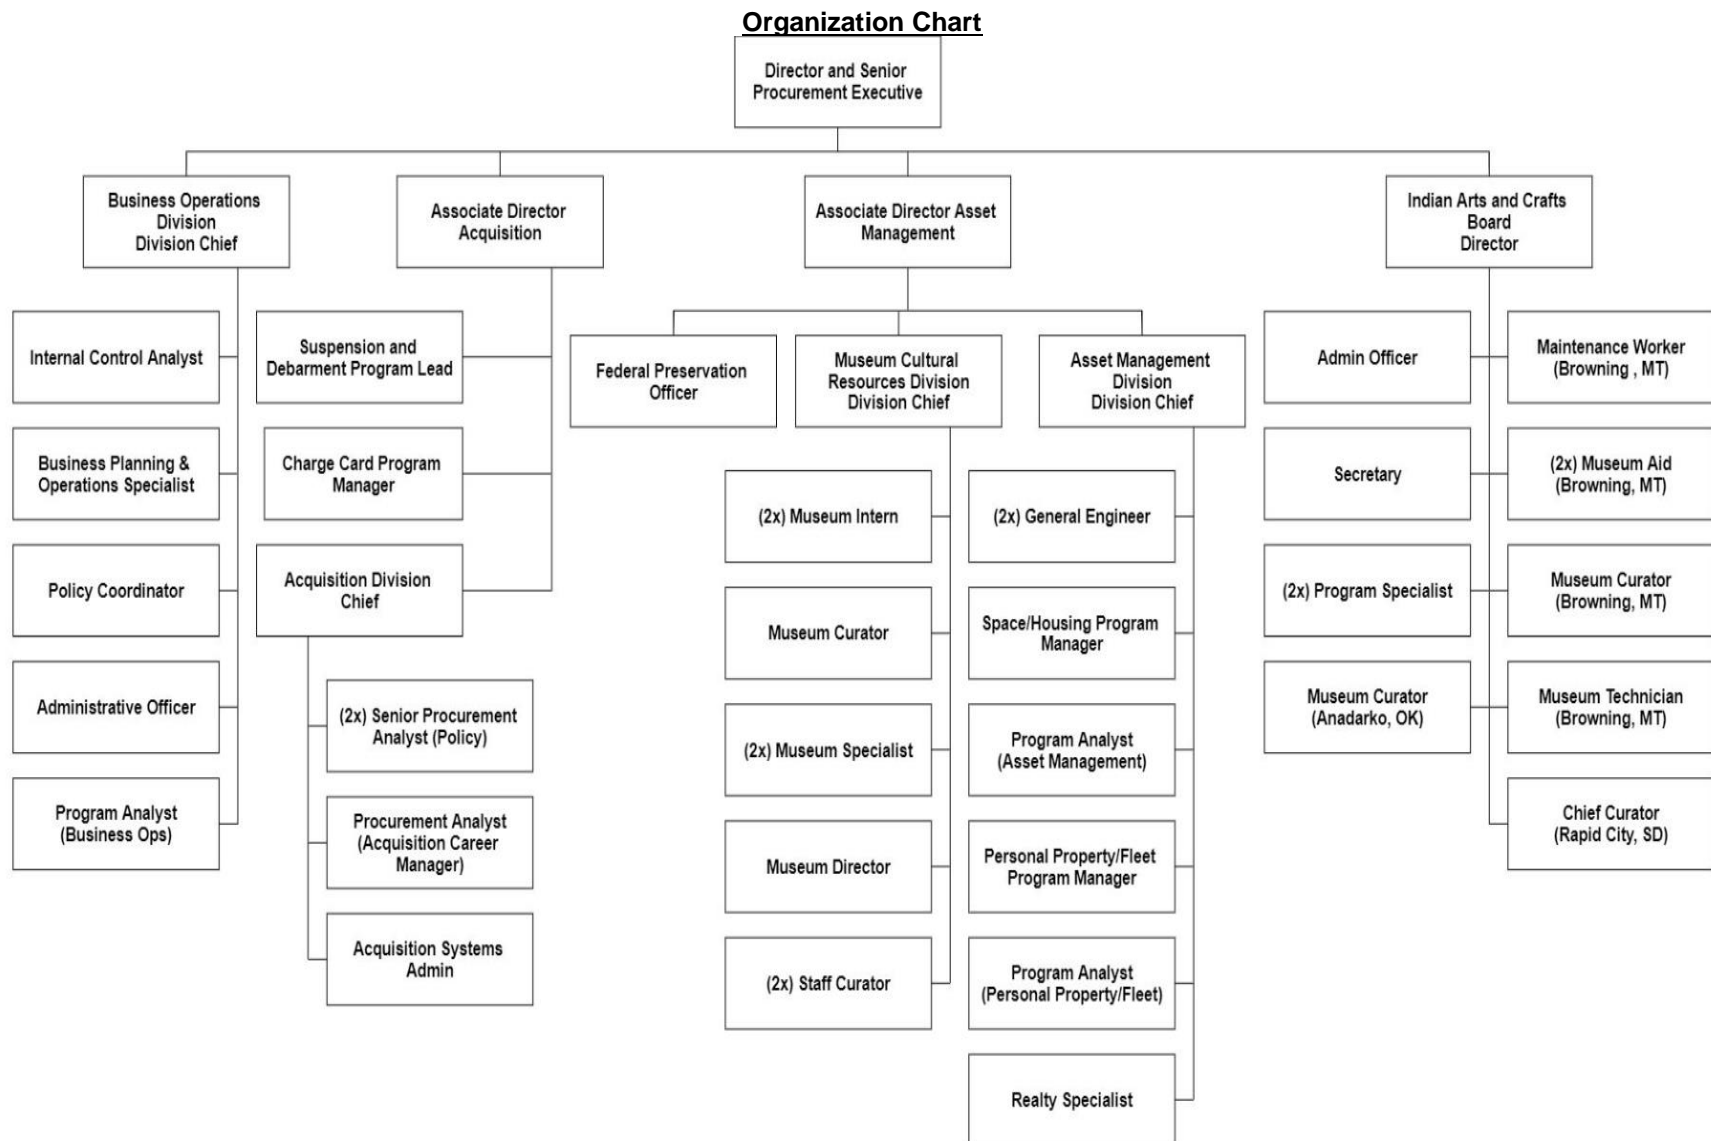 Organization Chart
Director and Senior
Procurement Executive
Business Operations
Division
Division Chief
Associate Director
Acquisition
Associate Director Asset
Management
Indian Arts and Crafts
Board
Director
Internal Control Analyst
Business Planning &
Operations Specialist
Policy Coordinator
Administrative Officer
Program Analyst
(Business Ops)
Suspension and
Debarment Program Lead
Charge Card Program
Manager
Acquisition Division
Chief
(2x) Senior Procurement
Analyst (Policy)
Procurement Analyst
(Acquisition Career
Manager)
Acquisition Systems
Admin
Federal Preservation
Officer
Museum Cultural
Resources Division
Division Chief
(2x) Museum Intern
Museum Curator
(2x) Museum Specialist
Museum Director
(2x) Staff Curator
Asset Management
Division
Division Chief
(2x) General Engineer
Space/Housing Program
Manager
Program Analyst
(Asset Management)
Personal Property/Fleet
Program Manager
Program Analyst
(Personal Property/Fleet)
Realty Specialist
Admin Officer
Secretary
(2x) Program Specialist
Museum Curator
(Anadarko, OK)
Maintenance Worker
(Browning , MT)
(2x) Museum Aid
(Browning, MT)
Museum Curator
(Browning, MT)
Museum Technician
(Browning, MT)
Chief Curator
(Rapid City, SD)